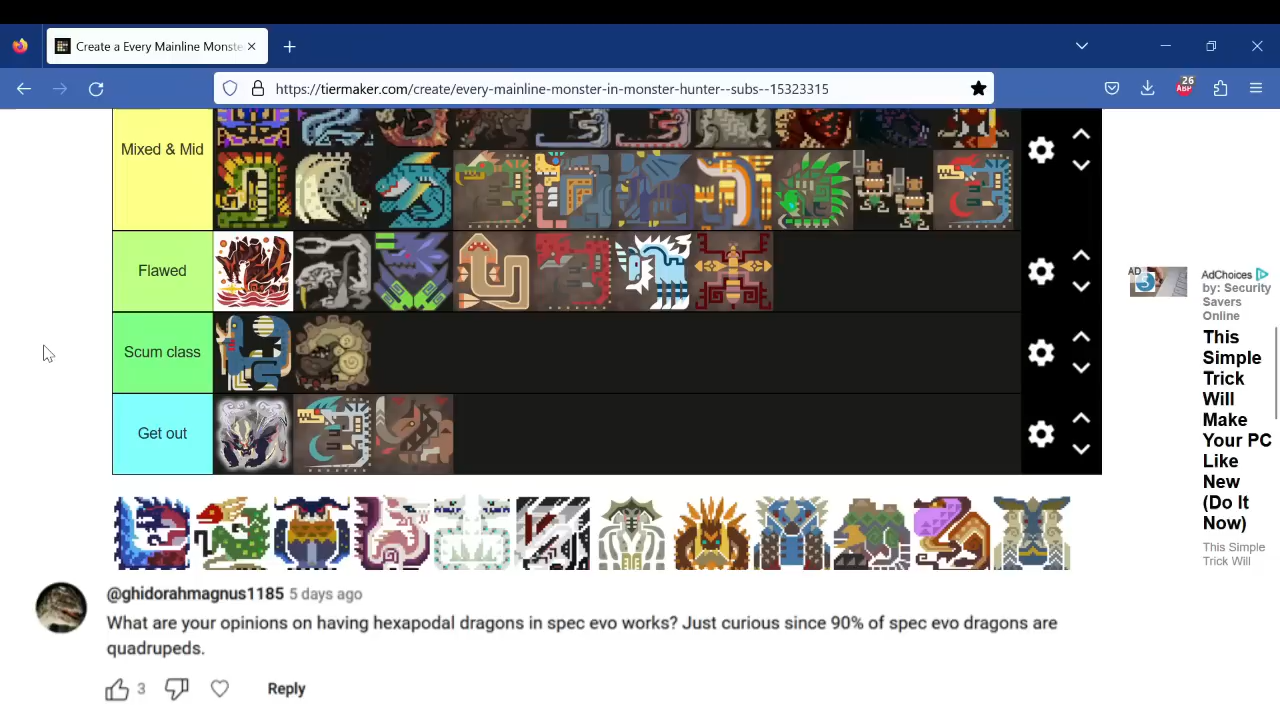 Create a Every Mainline Monste
https://tiermaker.com/create/every-mainline-monster-in-monster-hunter--subs--15323315
26
ABP
Mixed & Mid
Flawed
Scum class
Get out
AD
AdChoices
by: Security
Savers
Online
This
Simple
Trick
Will
Make
Your PC
Like
New
(Do It
Now)
This Simple
Trick Will
@ghidorahmagnus1185 5 days ago
What are your opinions on having hexapodal dragons in spec evo works? Just curious since 90% of spec evo dragons are
quadrupeds.
3
Reply